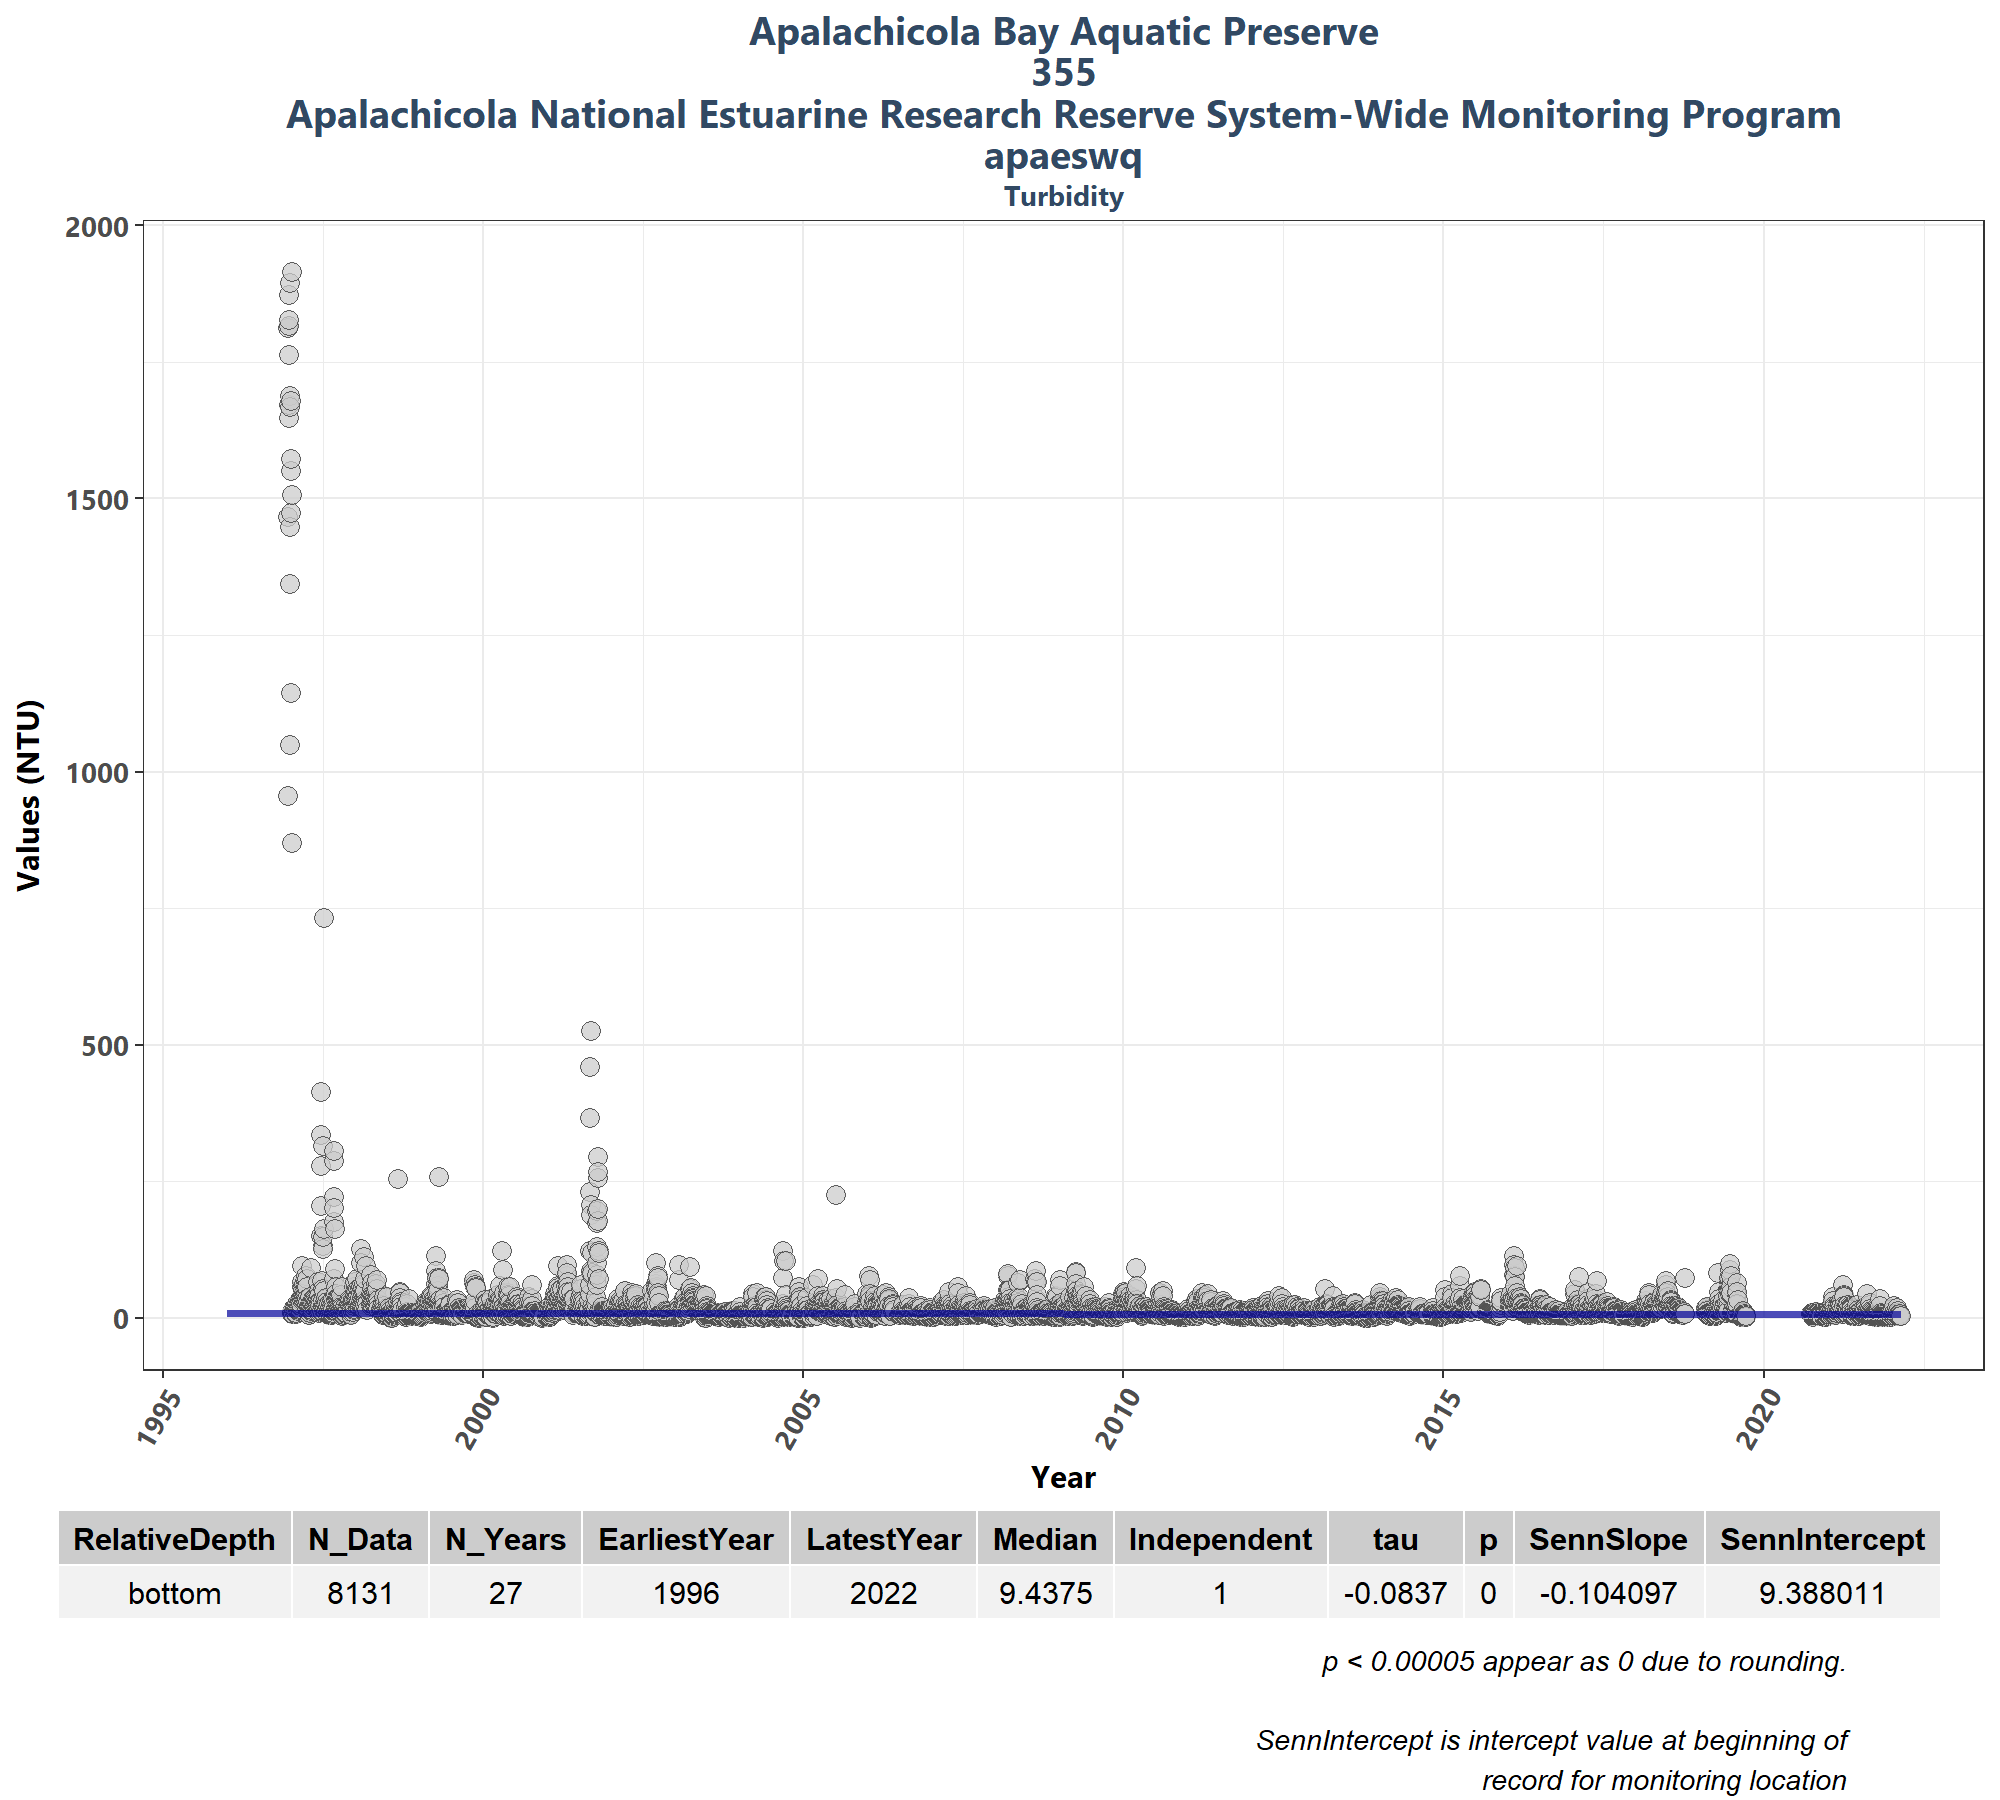 Apalachicola Bay Aquatic Preserve
355
Apalachicola National Estuarine Research Reserve System-Wide Monitoring Program
apaeswq
Turbidity
Values (NTU)
2000
1500
1000
500
0
1995 2000 2005 2010 2015 2020
Year
RelativeDepth N_Data N_Years EarliestYear LatestYear Median Independent tau p SennSlope SennIntercept
bottom 8131 27 1996 2022 9.4375 1 -0.0837 0 -0.104097 9.388011
p < 0.00005 appear as 0 due to rounding.
SennIntercept is intercept value at beginning of
record for monitoring location